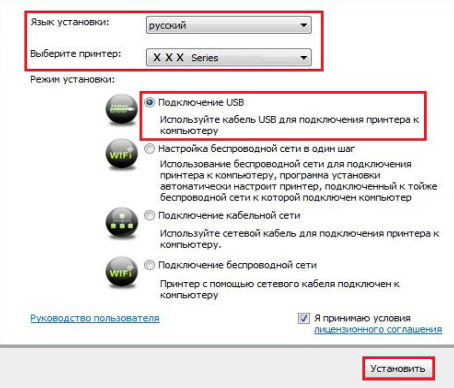 Язык установки: русский
Выберите принтер: X X X Series
Режим установки:
USB
Подключение USB
Используйте кабель USB для подключения принтера к
компьютеру
WiFi
Настройка беспроводной сети в один шаг
Использование беспроводной сети для подключения
принтера к компьютеру, программа установки
автоматически настроит принтер, подключенный к тойже
беспроводной сети к которой подключен компьютер
Подключение кабельной сети
Используйте сетевой кабель для подключения принтера к
компьютеру.
WiFi
Подключение беспроводной сети
Принтер с помощью сетевого кабеля подключен к
компьютеру
Руководство пользователя
Я принимаю условия
лицензионного соглашения
Установить